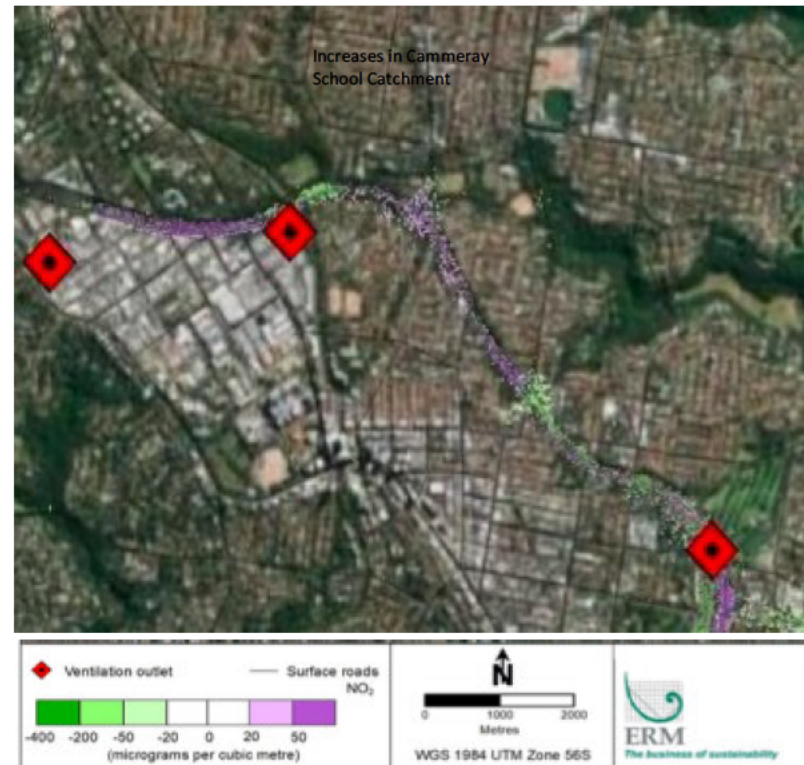 Increases in Cammeray
School Catchment
Ventilation outlet
Surface roads
NO₂
-400 -200 -50 -20 0 20 50
(micrograms per cubic metre)
N
0 1000 2000
Metres
WGS 1984 UTM Zone 56S
ERM
The business of sustainability